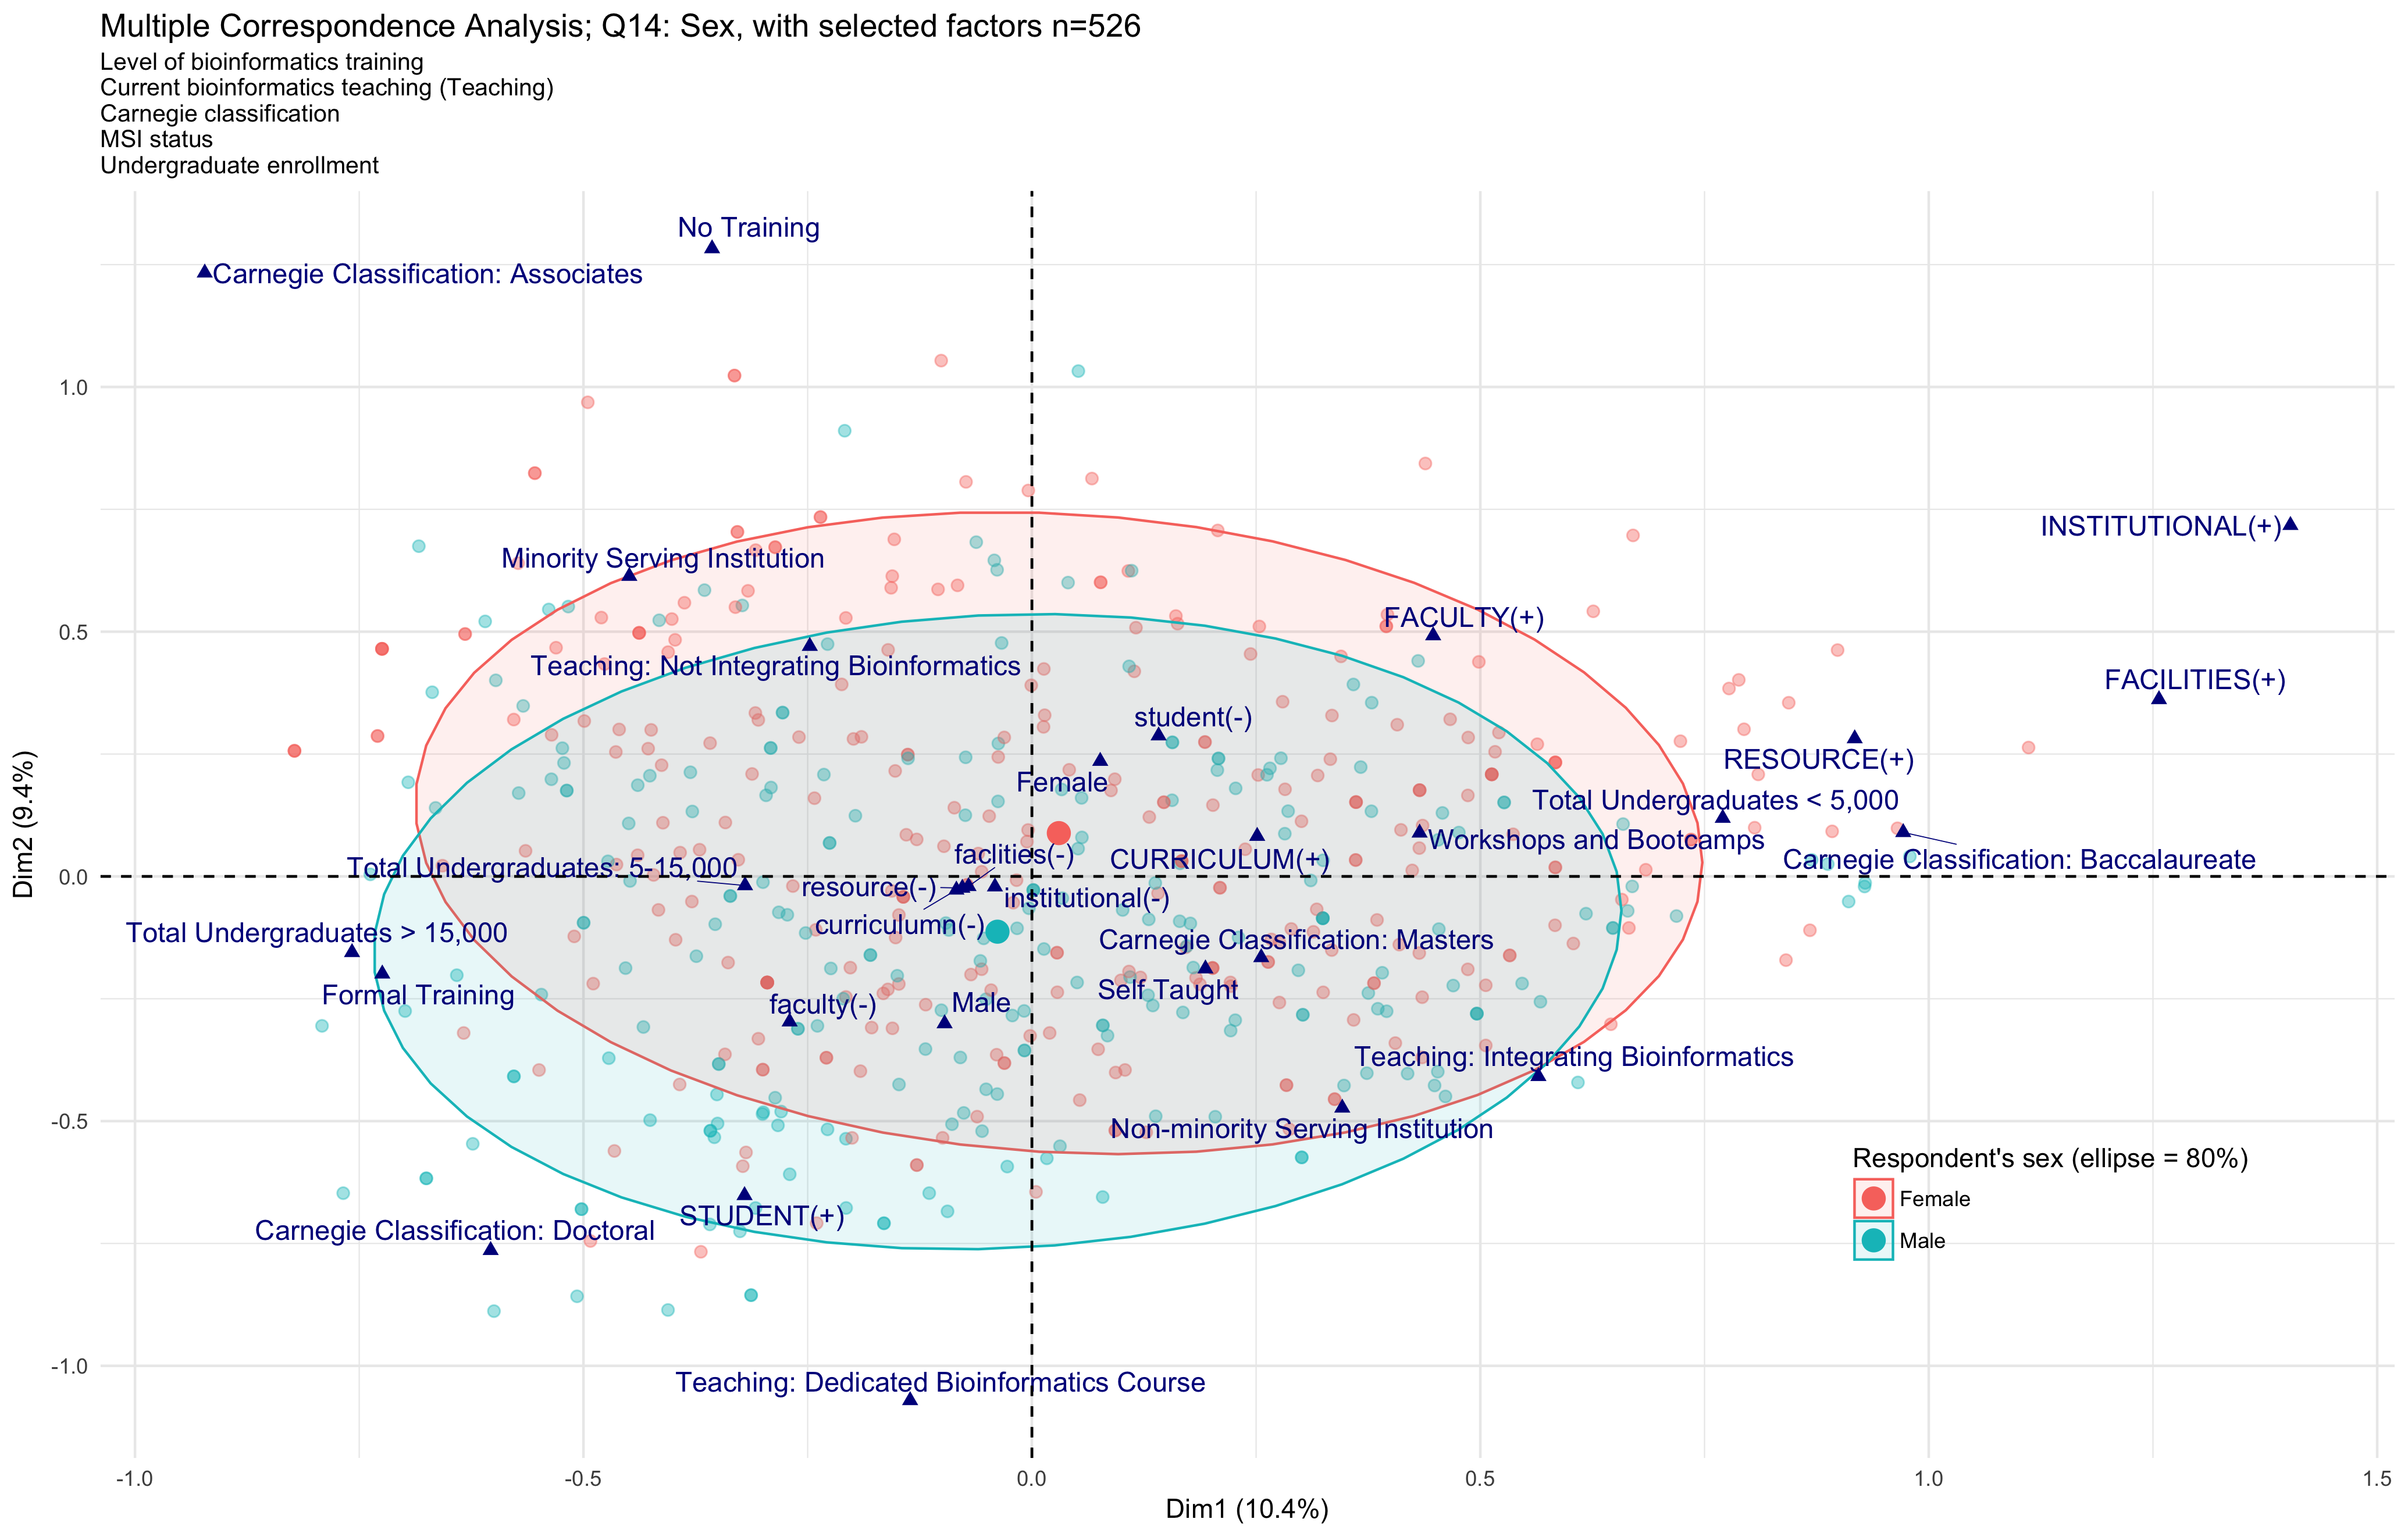 Multiple Correspondence Analysis; Q14: Sex, with selected factors n=526
Level of bioinformatics training
Current bioinformatics teaching (Teaching)
Carnegie classification
MSI status
Undergraduate enrollment
No Training
Carnegie Classification: Associates
1.0
INSTITUTIONAL(+)
Minority Serving Institution
FACULTY(+)
0.5
Teaching: Not Integrating Bioinformatics
FACILITIES(+)
student(-)
RESOURCE(+)
Female
Total Undergraduates < 5,000
Workshops and Bootcamps
faclities(-)
CURRICULUM(+)
Carnegie Classification: Baccalaureate
Total Undergraduates: 5-15,000
0.0
resource(-)
institutional(-)
curriculumn(-)
Total Undergraduates > 15,000
Carnegie Classification: Masters
Formal Training
Self Taught
faculty(-)
Male
Teaching: Integrating Bioinformatics
-0.5
Non-minority Serving Institution
Respondent's sex (ellipse = 80%)
Female
Male
STUDENT(+)
Carnegie Classification: Doctoral
-1.0
Teaching: Dedicated Bioinformatics Course
-1.0
-0.5
0.0
0.5
1.0
1.5
Dim1 (10.4%)
Dim2 (9.4%)